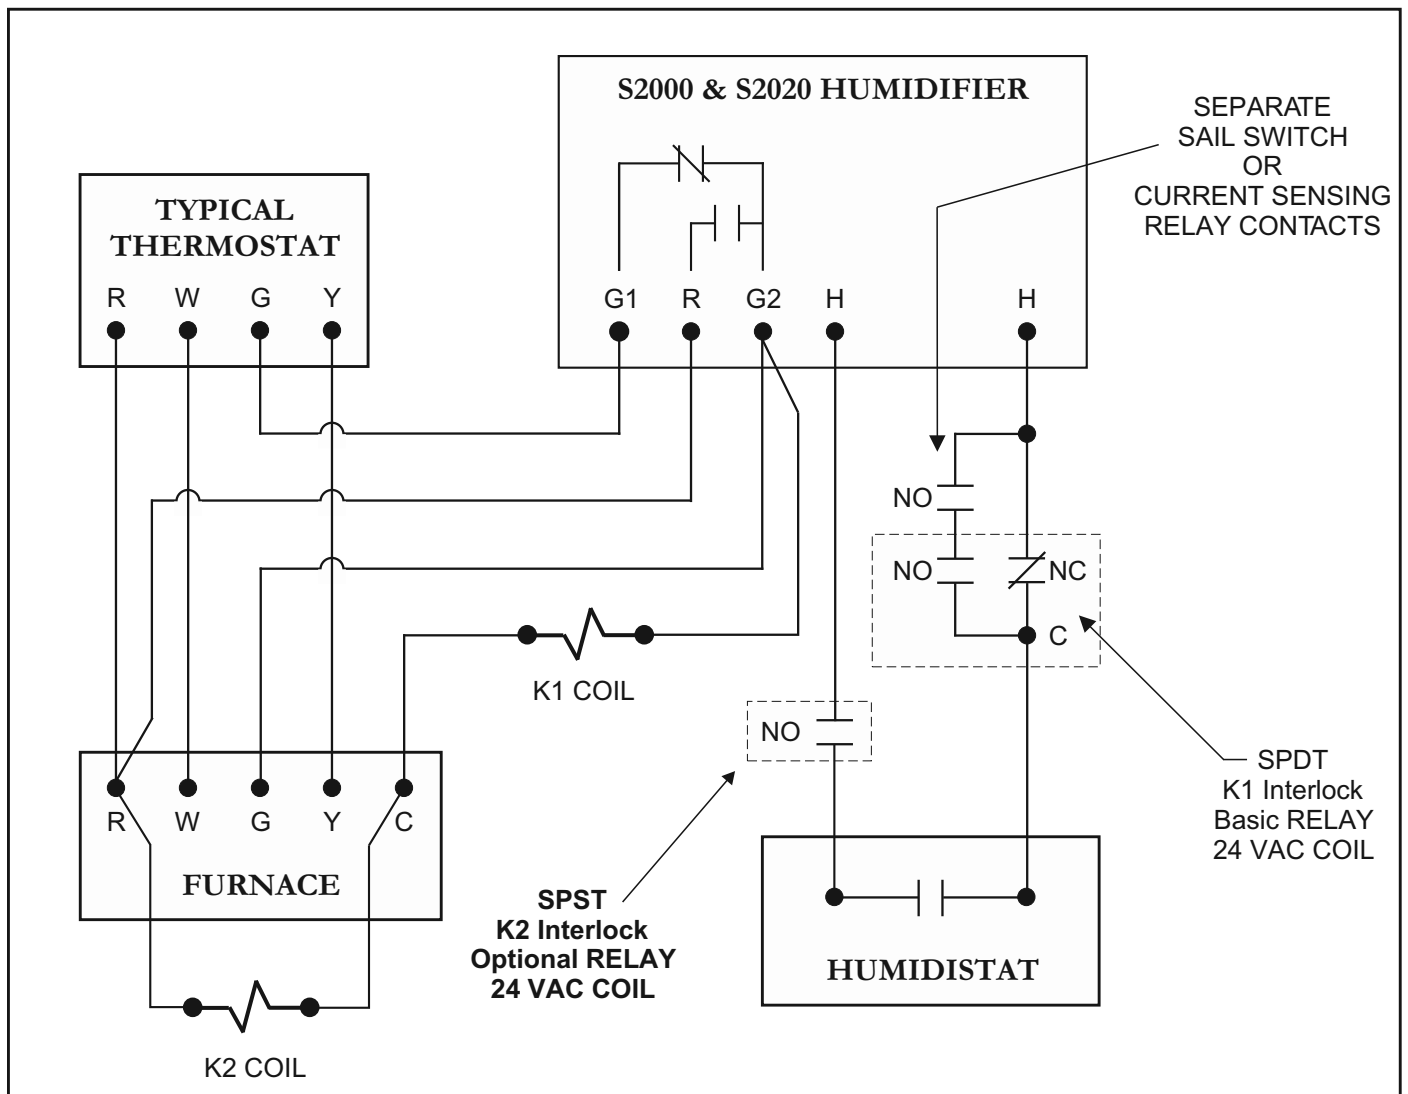 S2000 & S2020 HUMIDIFIER
SEPARATE
SAIL SWITCH
OR
CURRENT SENSING
RELAY CONTACTS
TYPICAL
THERMOSTAT
R W G Y
G1 R G2 H H
NO
NO NC
C
K1 COIL
NO
SPDT
K1 Interlock
Basic RELAY
24 VAC COIL
R W G Y C
FURNACE
SPST
K2 Interlock
Optional RELAY
24 VAC COIL
HUMIDISTAT
K2 COIL